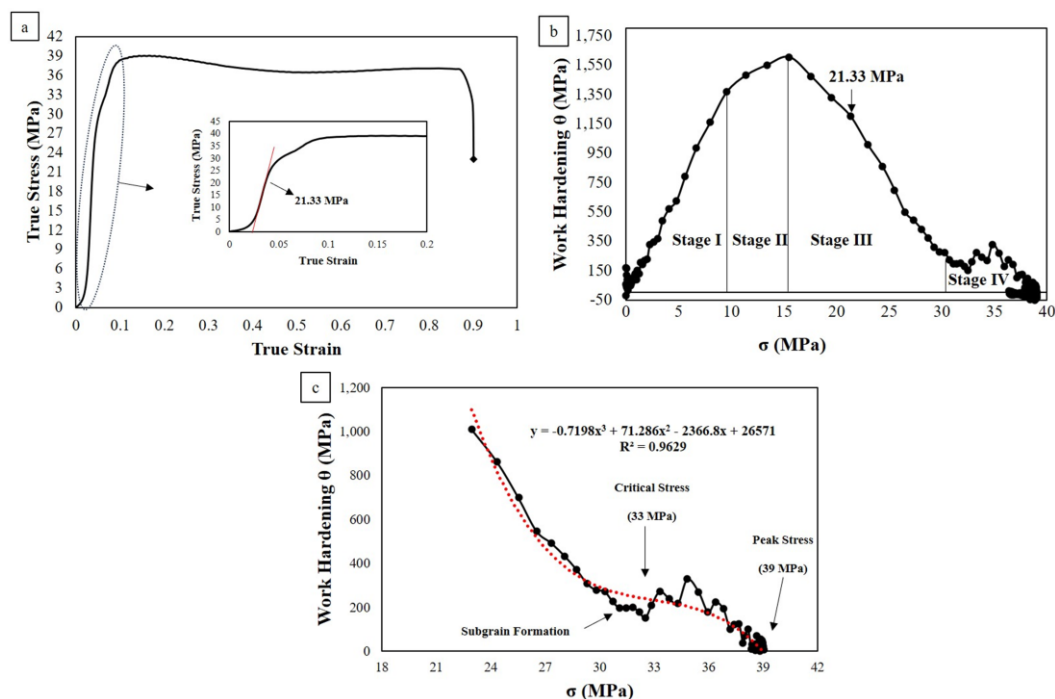 a
42
39
36
33
30
27
24
21
18
15
12
9
6
3
0
True Stress (MPa)
0 0.1 0.2 0.3 0.4 0.5 0.6 0.7 0.8 0.9 1
True Strain
45
40
35
30
25
20
15
10
5
0
True Stress (MPa)
21.33 MPa
0 0.05 0.1 0.15 0.2
True Strain
b
1,750
1,550
1,350
1,150
950
750
550
350
150
-50
Work Hardening θ (MPa)
21.33 MPa
Stage I
Stage II
Stage III
Stage IV
0 5 10 15 20 25 30 35 40
σ (MPa)
c
1,200
1,000
800
600
400
200
0
Work Hardening θ (MPa)
y = -0.7198x³ + 71.286x² - 2366.8x + 26571
R² = 0.9629
Critical Stress
(33 MPa)
Peak Stress
(39 MPa)
Subgrain Formation
18 21 24 27 30 33 36 39 42
σ (MPa)